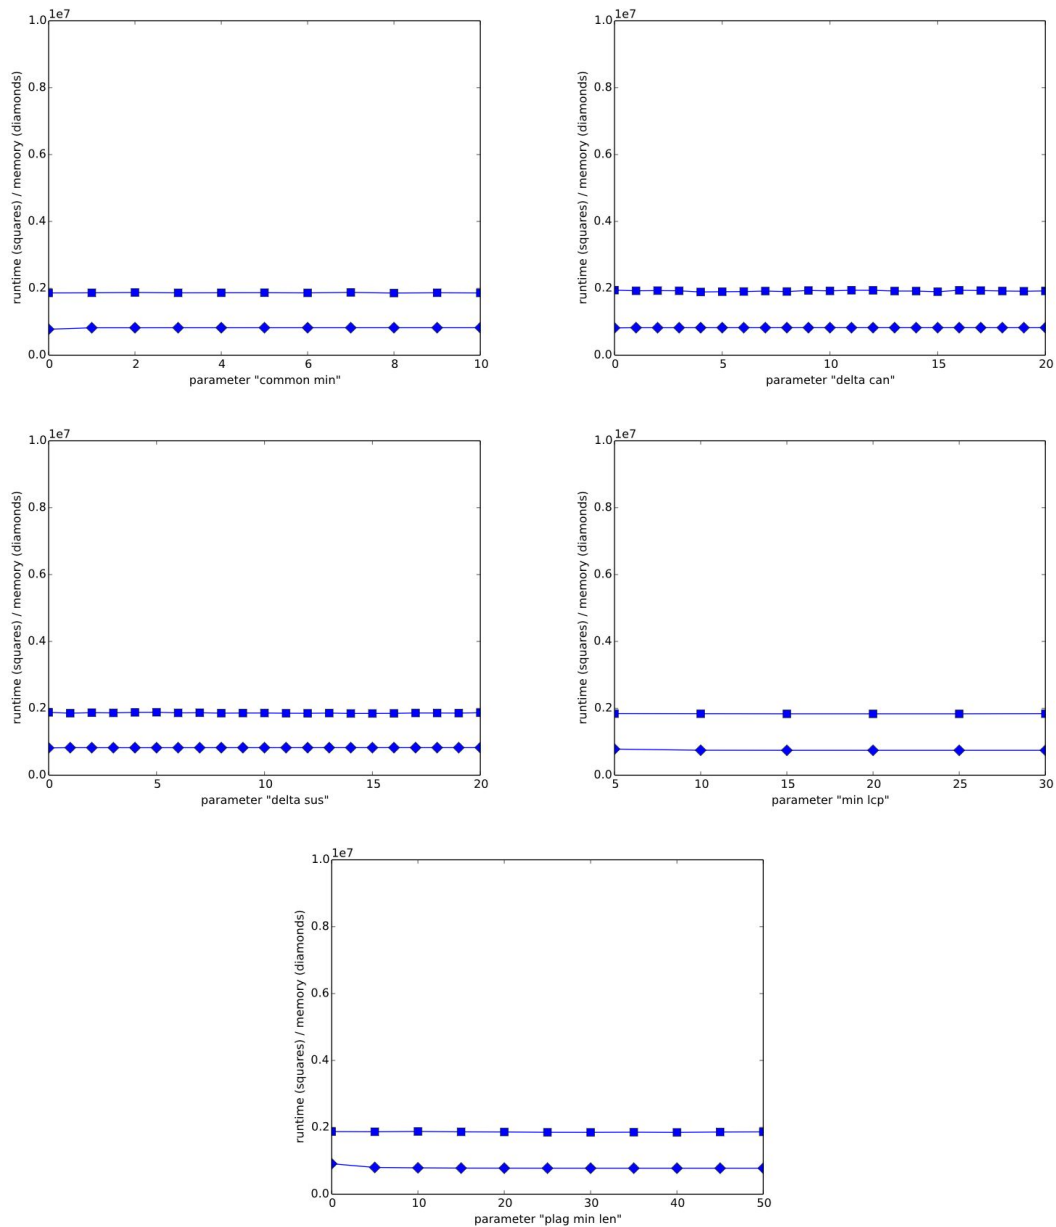 1e7
1.0
0.8
0.6
0.4
0.2
0.0
runtime (squares) / memory (diamonds)
0 2 4 6 8 10
parameter "common min"
1e7
1.0
0.8
0.6
0.4
0.2
0.0
runtime (squares) / memory (diamonds)
0 5 10 15 20
parameter "delta can"
1e7
1.0
0.8
0.6
0.4
0.2
0.0
runtime (squares) / memory (diamonds)
0 5 10 15 20
parameter "delta sus"
1e7
1.0
0.8
0.6
0.4
0.2
0.0
runtime (squares) / memory (diamonds)
5 10 15 20 25 30
parameter "min lcp"
1e7
1.0
0.8
0.6
0.4
0.2
0.0
runtime (squares) / memory (diamonds)
0 10 20 30 40 50
parameter "plag min len"